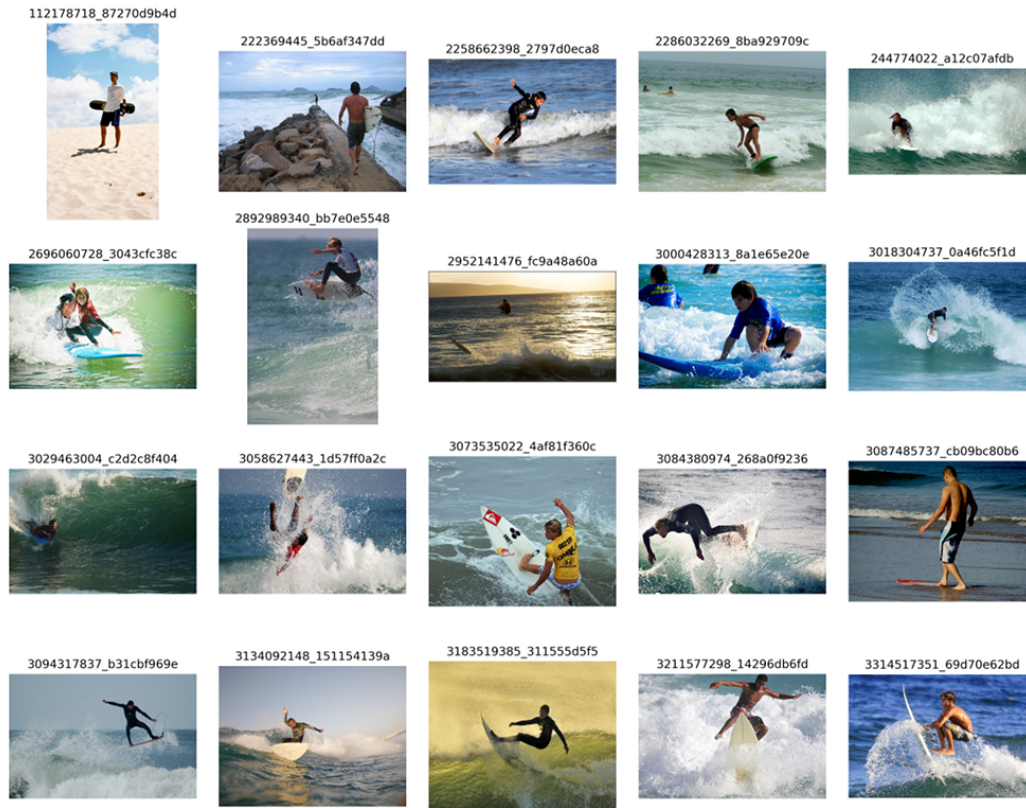 112178718_87270d9b4d
222369445_5b6af347dd
2258662398_2797d0eca8
2286032269_8ba929709c
244774022_a12c07afdb
2696060728_3043cfc38c
2892989340_bb7e0e5548
2952141476_fc9a48a60a
3000428313_8a1e65e20e
3018304737_0a46fc5f1d
3029463004_c2d2c8f404
3058627443_1d57ff0a2c
3073535022_4af81f360c
3084380974_268a0f9236
3087485737_cb09bc80b6
3094317837_b31cbf969e
3134092148_151154139a
3183519385_311555d5f5
3211577298_14296db6fd
3314517351_69d70e62bd